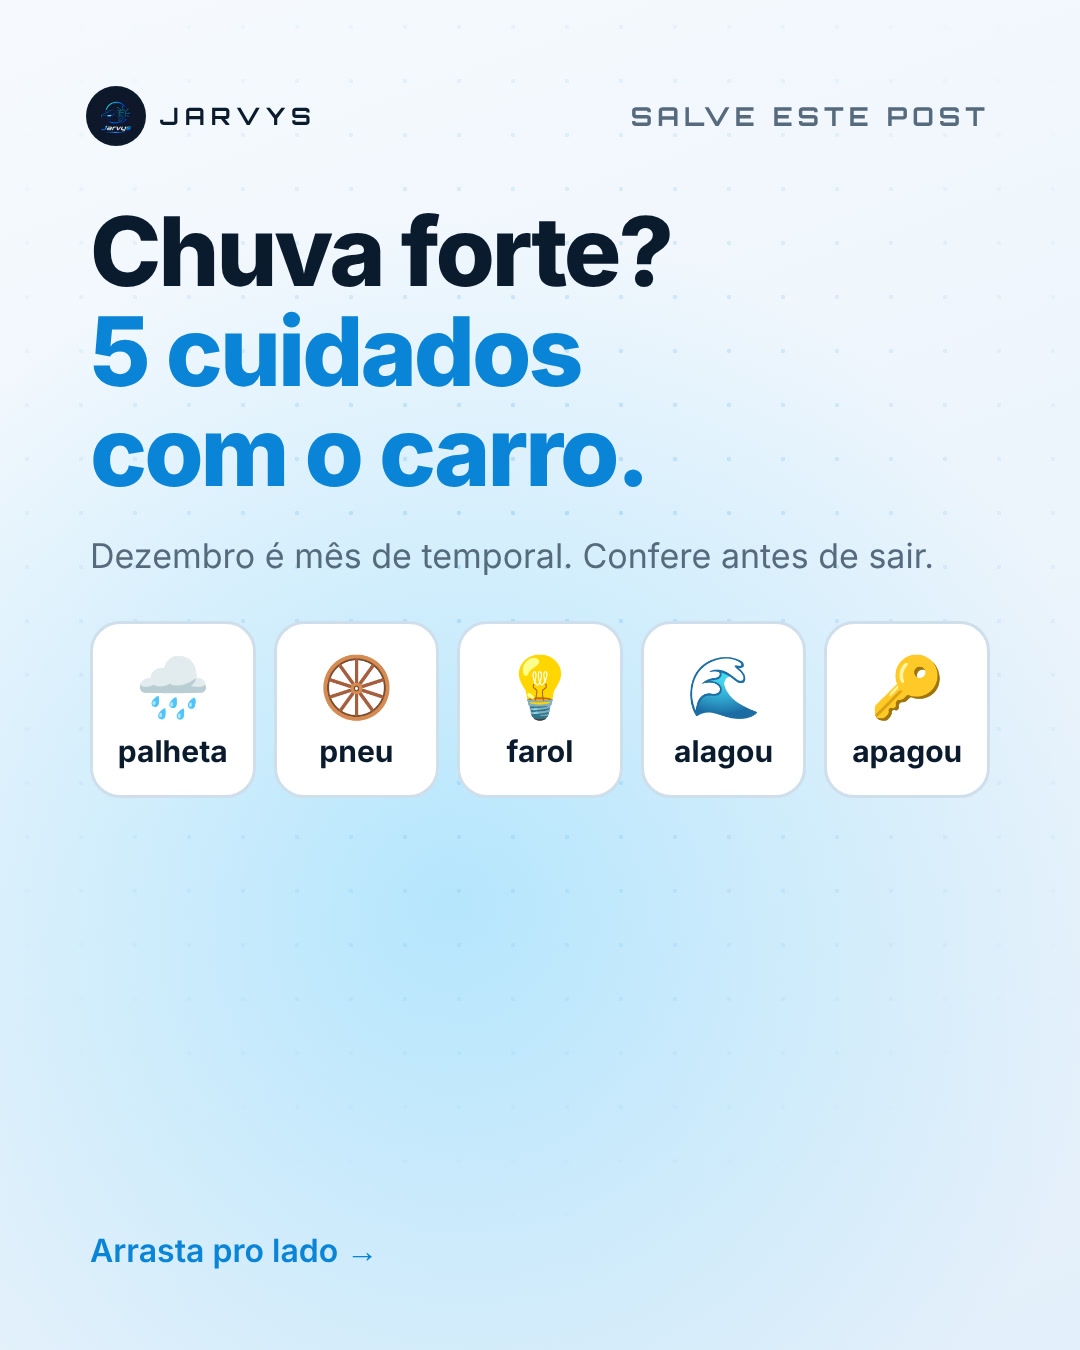 Jarvys
JARVYS
SALVE ESTE POST
Chuva forte?
5 cuidados
com o carro.
Dezembro é mês de temporal. Confere antes de sair.
palheta
pneu
farol
alagou
apagou
Arrasta pro lado →